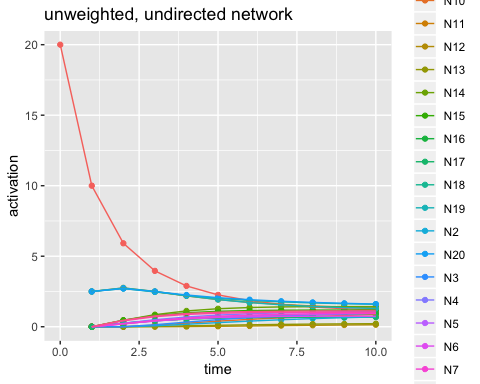 unweighted, undirected network
20
15
10
5
0
activation
0.0
2.5
5.0
7.5
10.0
time
N10
N11
N12
N13
N14
N15
N16
N17
N18
N19
N2
N20
N3
N4
N5
N6
N7